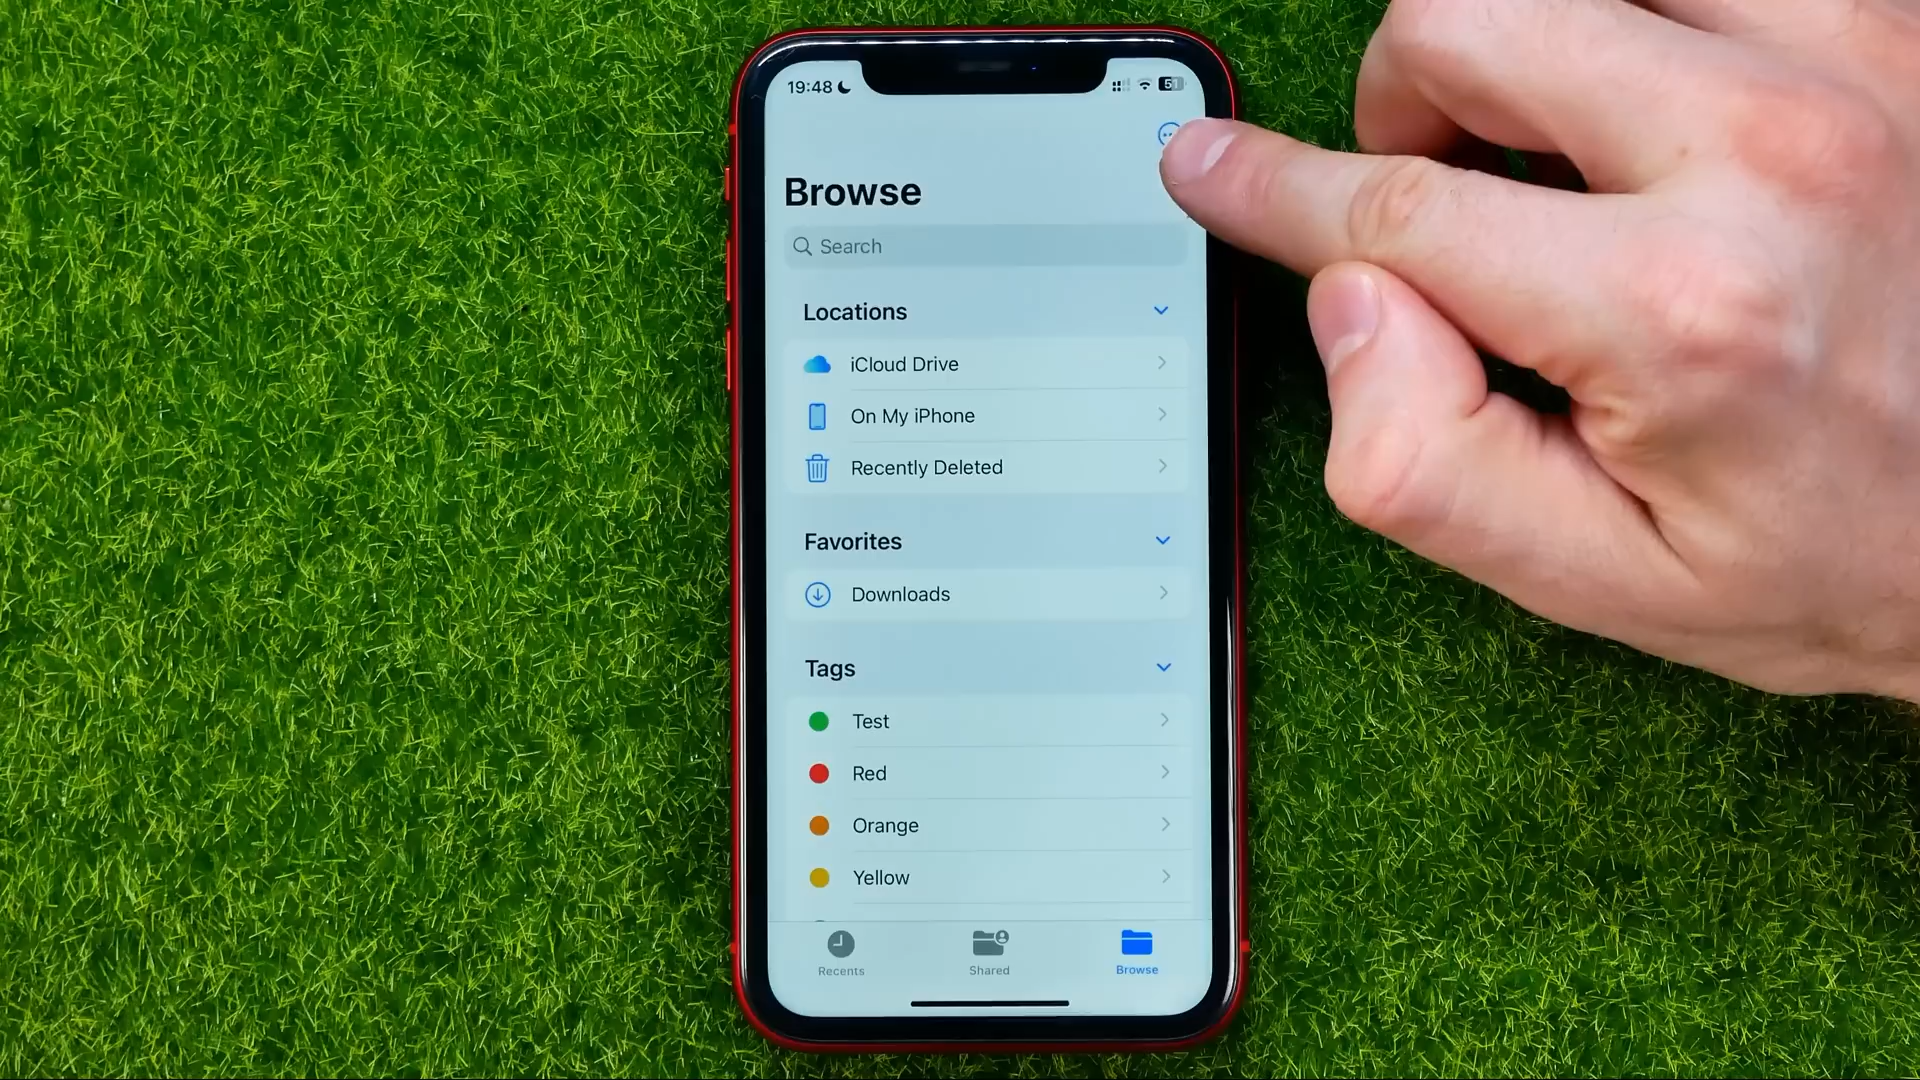 19:48
51
Browse
Search
Locations
iCloud Drive
On My iPhone
Recently Deleted
Favorites
Downloads
Tags
Test
Red
Orange
Yellow
Recents
Shared
Browse